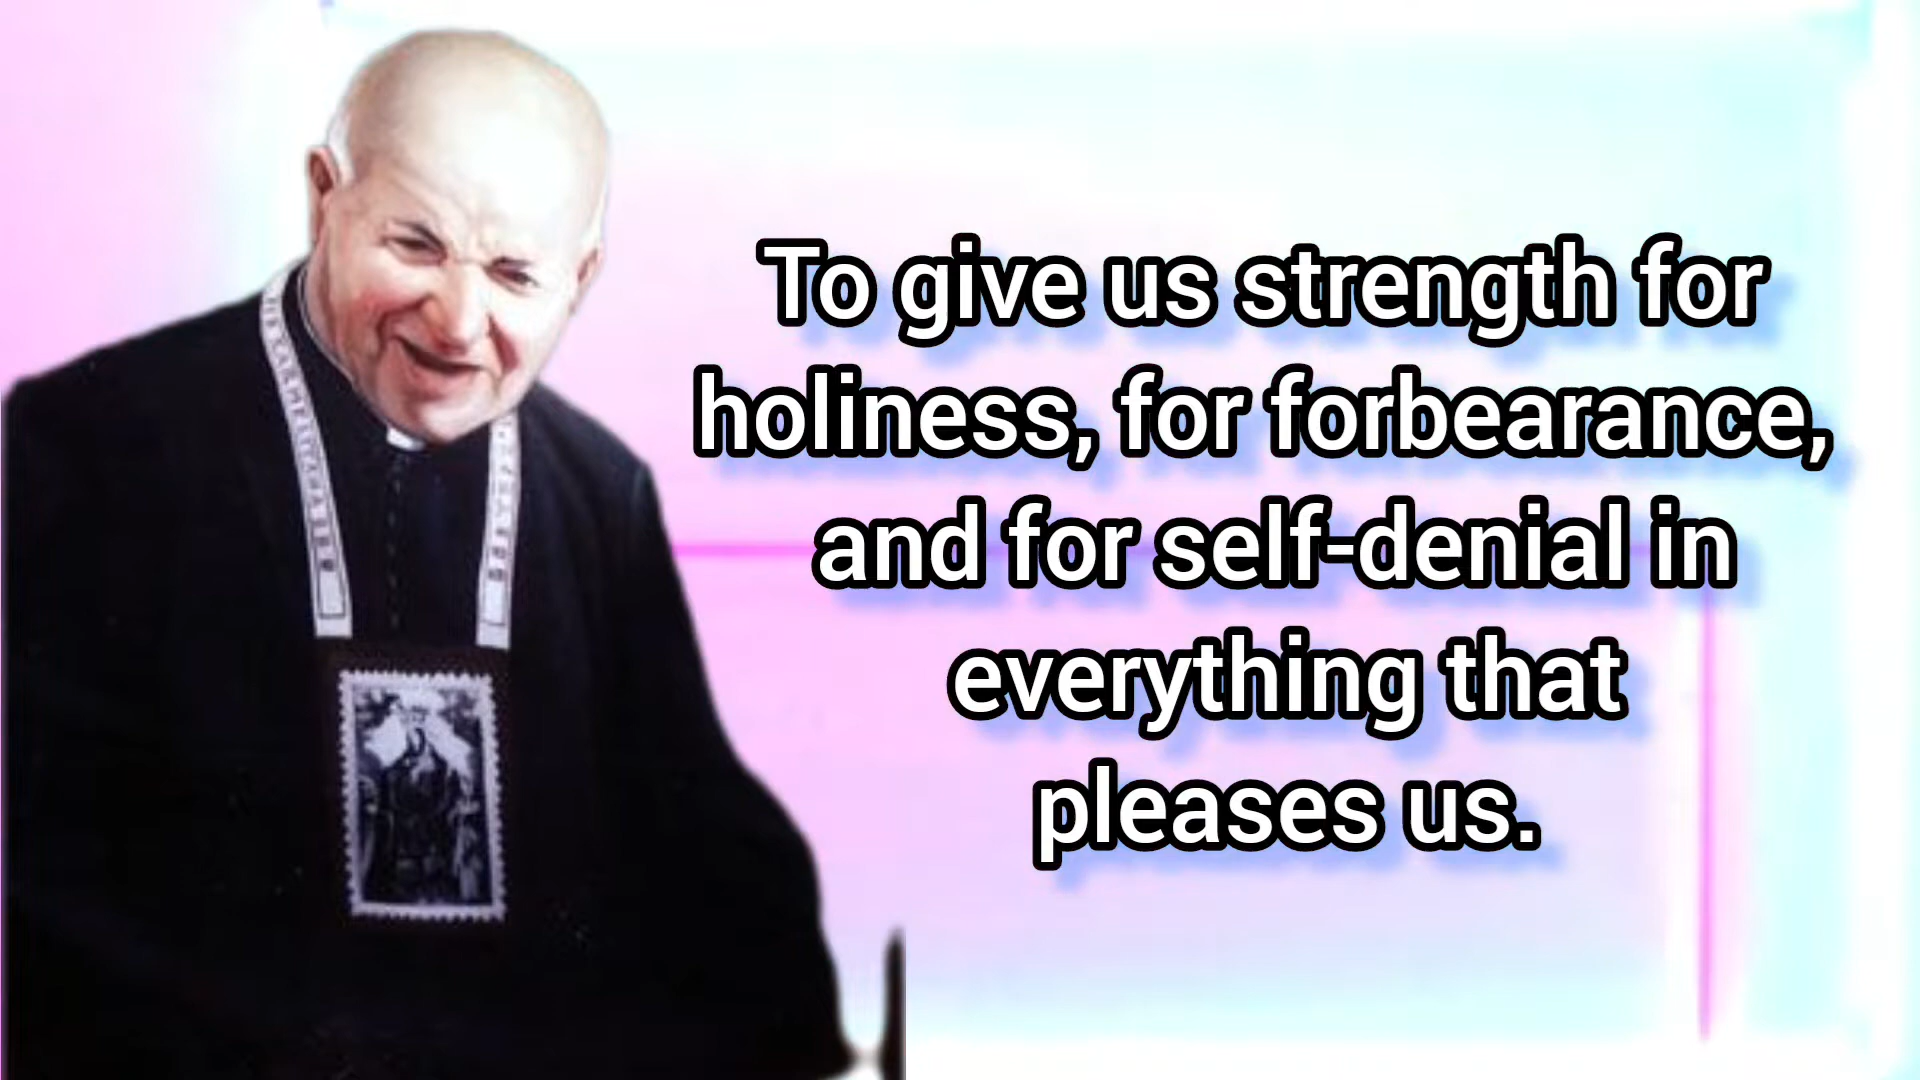 To give us strength for
holiness, for forbearance,
and for self-denial in
everything that
pleases us.